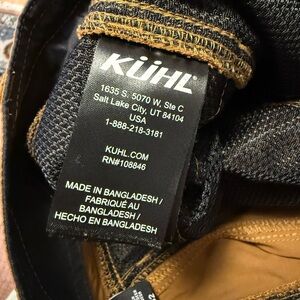 KÜHL
1635 S. 5070 W. Ste C
Salt Lake City, UT 84104
USA
1-888-218-3181
KUHL.COM
RN#108846
MADE IN BANGLADESH /
FABRIQUÉ AU
BANGLADESH /
HECHO EN BANGLADESH